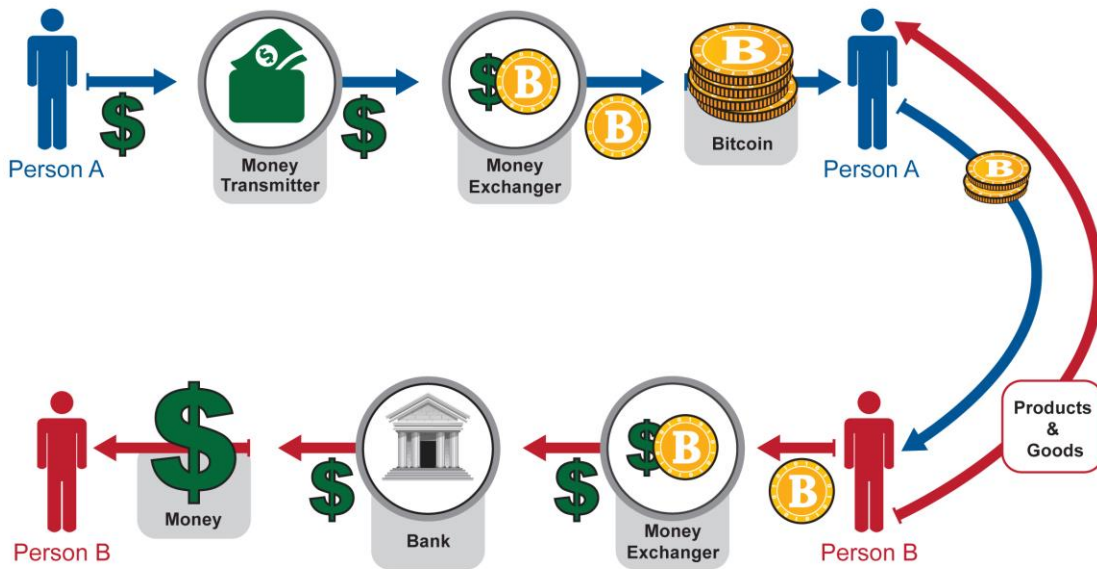 $
$
$
B
B
B
B
Person A
Money
Transmitter
Money
Exchanger
Bitcoin
Person A
B
Products
&
Goods
$
$
$
$
B
B
Person B
Money
Bank
Money
Exchanger
Person B